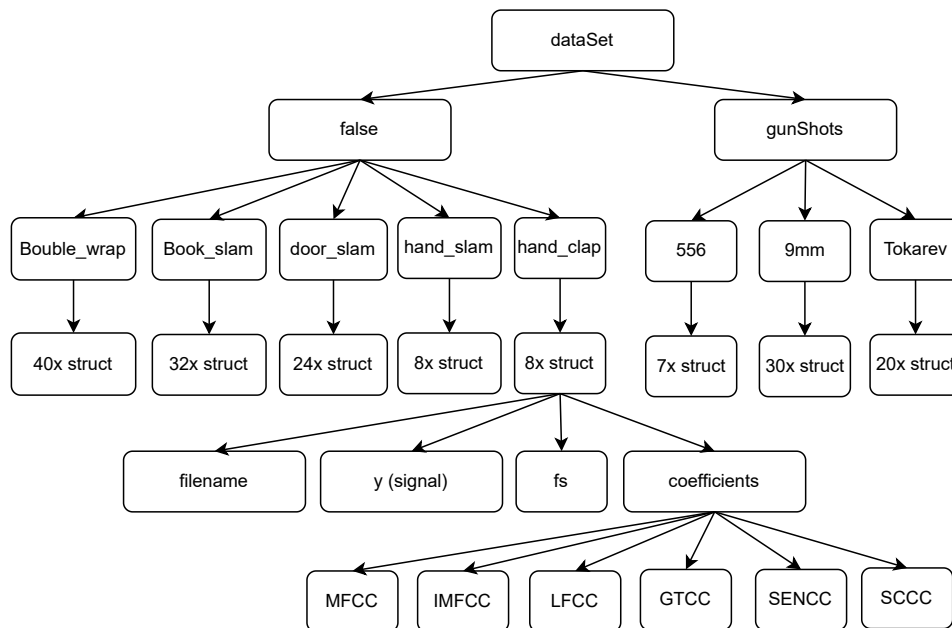 dataSet
false
gunShots
Bouble_wrap
Book_slam
door_slam
hand_slam
hand_clap
556
9mm
Tokarev
40x struct
32x struct
24x struct
8x struct
8x struct
7x struct
30x struct
20x struct
filename
y (signal)
fs
coefficients
MFCC
IMFCC
LFCC
GTCC
SENCC
SCCC